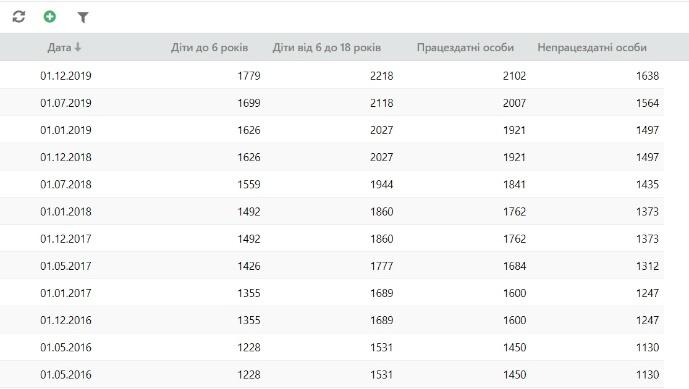 Дата Діти до 6 років Діти від 6 до 18 років Працездатні особи Непрацездатні особи
01.12.2019 1779 2218 2102 1638
01.07.2019 1699 2118 2007 1564
01.01.2019 1626 2027 1921 1497
01.12.2018 1626 2027 1921 1497
01.07.2018 1559 1944 1841 1435
01.01.2018 1492 1860 1762 1373
01.12.2017 1492 1860 1762 1373
01.05.2017 1426 1777 1684 1312
01.01.2017 1355 1689 1600 1247
01.12.2016 1355 1689 1600 1247
01.05.2016 1228 1531 1450 1130
01.05.2016 1228 1531 1450 1130